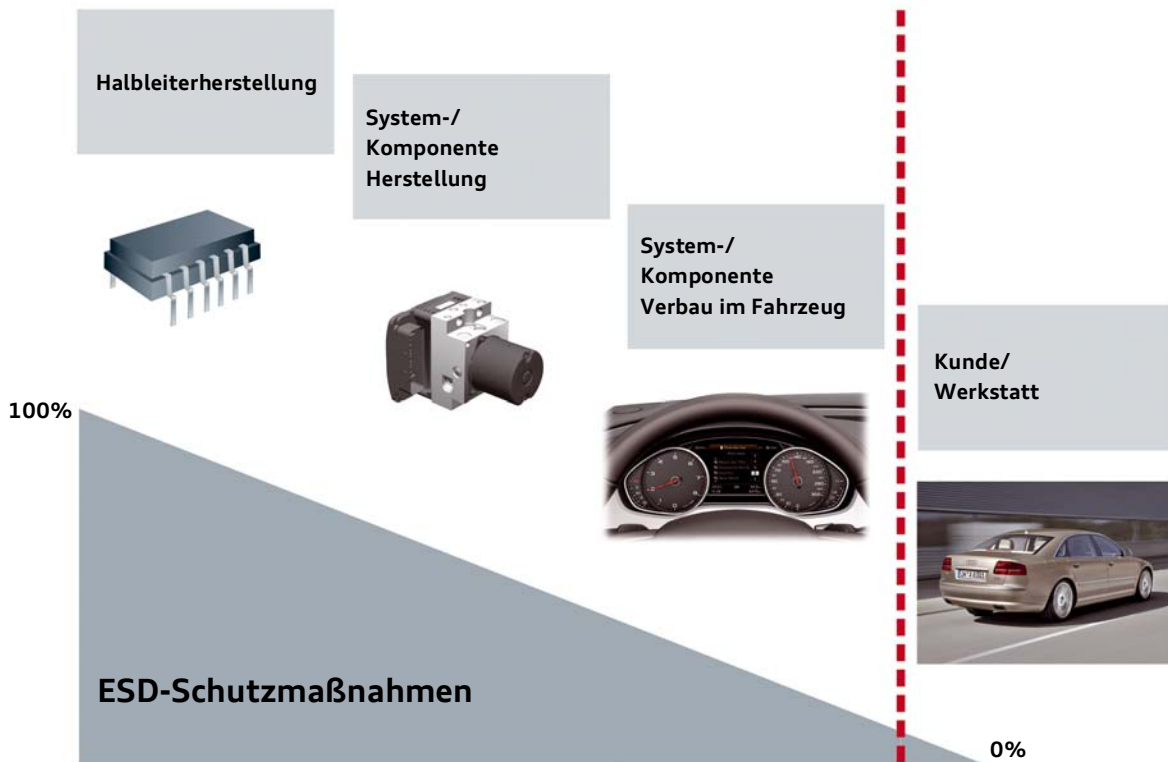 Halbleiterherstellung
System-/
Komponente
Herstellung
System-/
Komponente
Verbau im Fahrzeug
Kunde/
Werkstatt
100%
ESD-Schutzmaßnahmen
0%